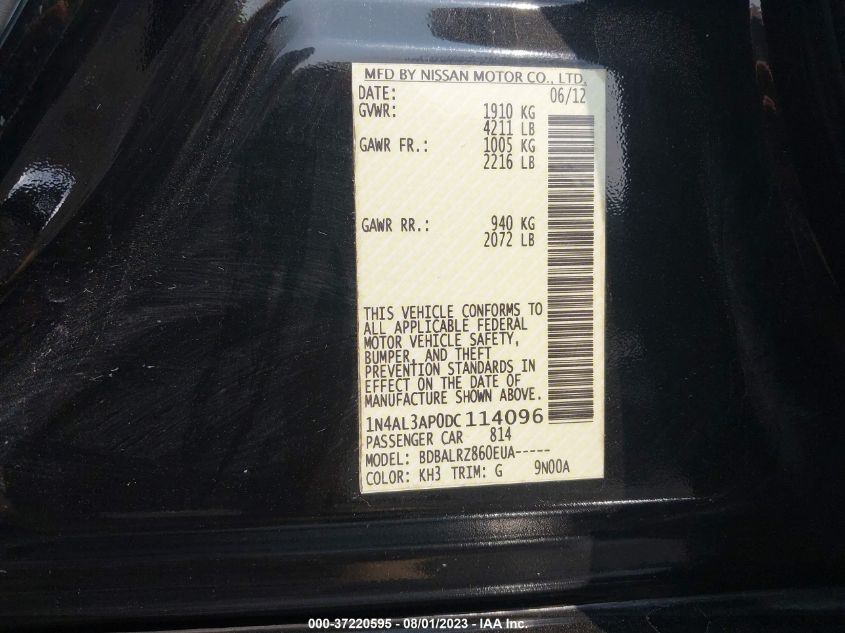 MFD BY NISSAN MOTOR CO., LTD.
DATE: 06/12
GVWR: 1910 KG
4211 LB
GAWR FR.: 1005 KG
2216 LB
GAWR RR.: 940 KG
2072 LB
THIS VEHICLE CONFORMS TO
ALL APPLICABLE FEDERAL
MOTOR VEHICLE SAFETY,
BUMPER, AND THEFT
PREVENTION STANDARDS IN
EFFECT ON THE DATE OF
MANUFACTURE SHOWN ABOVE.
1N4AL3AP0DC114096
PASSENGER CAR 814
MODEL: BDBALRZ860EUA-----
COLOR: KH3 TRIM: G 9N00A
000-37220595 - 08/01/2023 - IAA Inc.